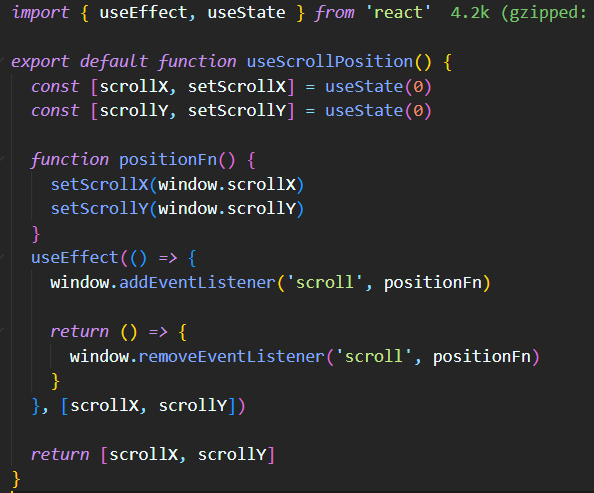 import { useEffect, useState } from 'react'  4.2k (gzipped:
export default function useScrollPosition() {
  const [scrollX, setScrollX] = useState(0)
  const [scrollY, setScrollY] = useState(0)
  function positionFn() {
    setScrollX(window.scrollX)
    setScrollY(window.scrollY)
  }
  useEffect(() => {
    window.addEventListener('scroll', positionFn)
    return () => {
      window.removeEventListener('scroll', positionFn)
    }
  }, [scrollX, scrollY])
  return [scrollX, scrollY]
}